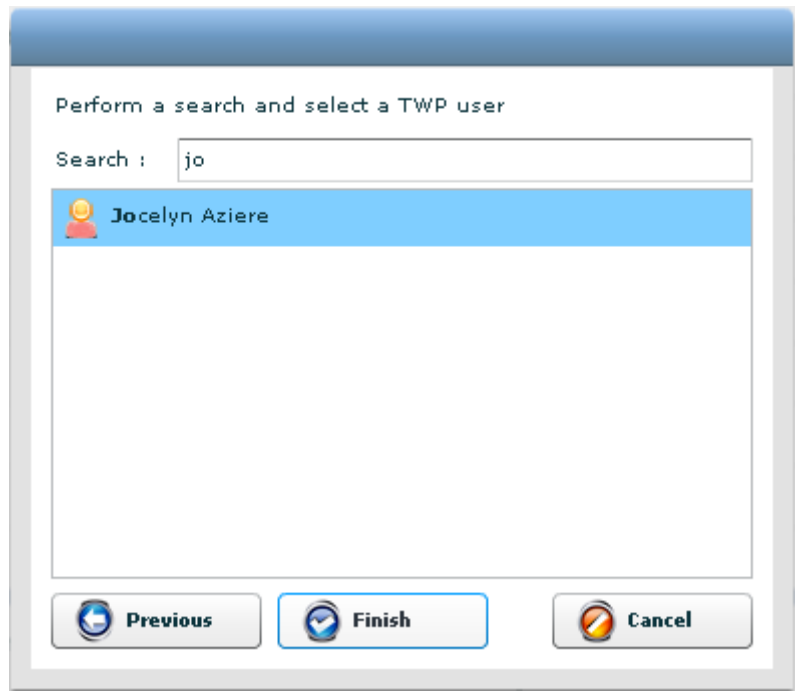 Perform a search and select a TWP user
Search : jo
Jocelyn Aziere
Previous Finish Cancel